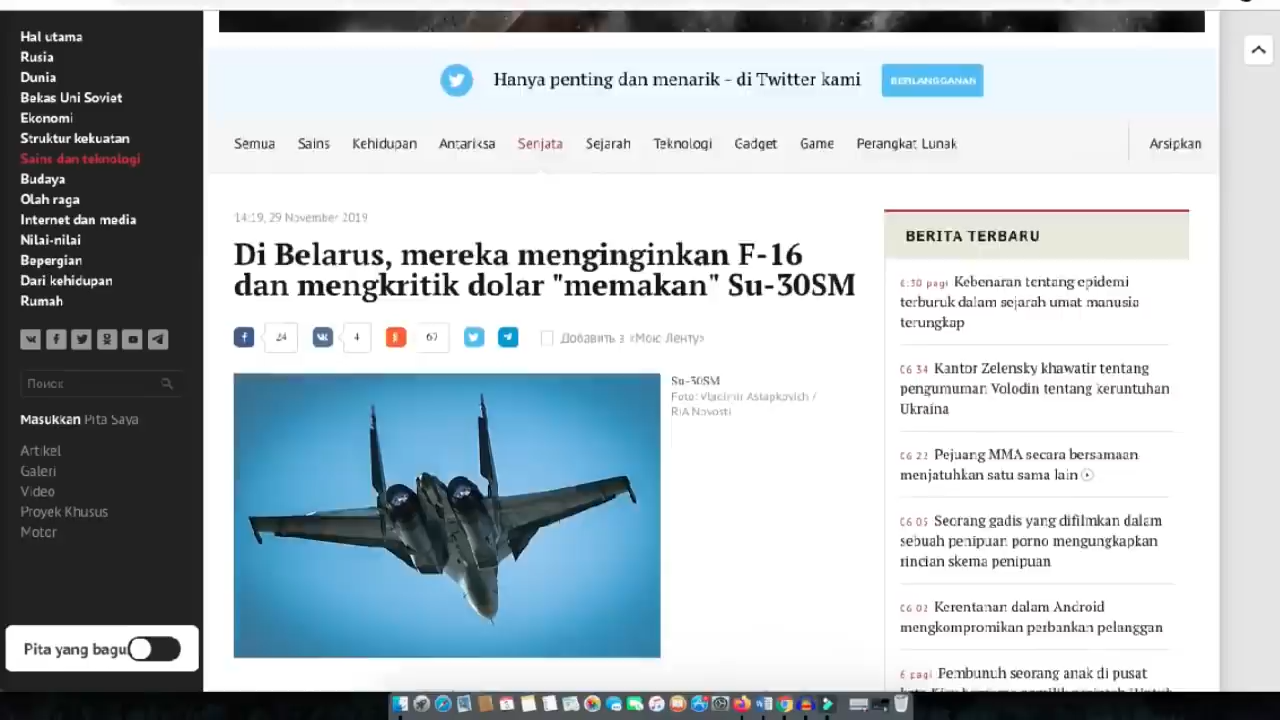 Hal utama
Rusia
Dunia
Bekas Uni Soviet
Ekonomi
Struktur kekuatan
Sains dan teknologi
Budaya
Olah raga
Internet dan media
Nilai-nilai
Bepergian
Dari kehidupan
Rumah
Поиск
Masukkan Pita Saya
Artikel
Galeri
Video
Proyek Khusus
Motor
Pita yang bagu
Hanya penting dan menarik - di Twitter kami
BERLANGGANAN
Semua Sains Kehidupan Antariksa Senjata Sejarah Teknologi Gadget Game Perangkat Lunak Arsipkan
14:19, 29 November 2019
Di Belarus, mereka menginginkan F-16
dan mengkritik dolar "memakan" Su-30SM
24 4 67 Добавить в «Мою Ленту»
Su-30SM
Foto: Vladimir Astapkovich /
RIA Novosti
BERITA TERBARU
6:30 pagi Kebenaran tentang epidemi
terburuk dalam sejarah umat manusia
terungkap
06 34 Kantor Zelensky khawatir tentang
pengumuman Volodin tentang keruntuhan
Ukraina
06 22 Pejuang MMA secara bersamaan
menjatuhkan satu sama lain
06 05 Seorang gadis yang difilmkan dalam
sebuah penipuan porno mengungkapkan
rincian skema penipuan
06 02 Kerentanan dalam Android
mengkompromikan perbankan pelanggan
6 pagi Pembunuh seorang anak di pusat